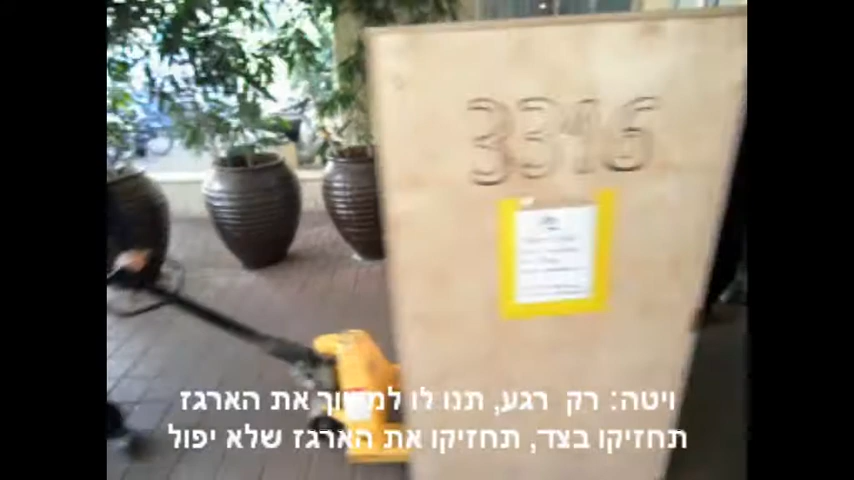 3316
ויטה: רק רגע, תנו לו למשוך את הארגז
תחזיקו בצד, תחזיקו את הארגז שלא יפול